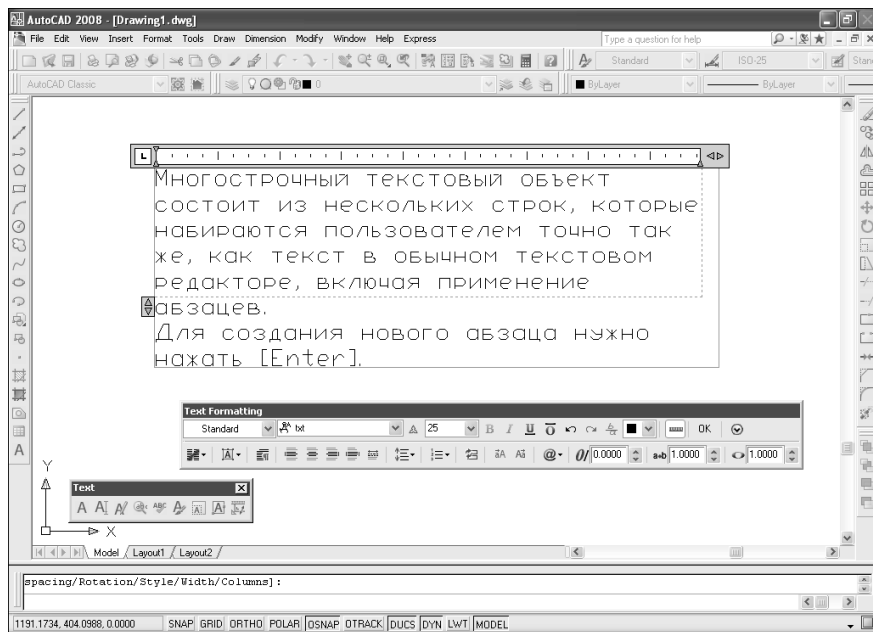 AutoCAD 2008 - [Drawing1.dwg]
File Edit View Insert Format Tools Draw Dimension Modify Window Help Express
Type a question for help
Standard ISO-25 Stan
AutoCAD Classic 0 ByLayer ByLayer
Многострочный текстовый объект
состоит из нескольких строк, которые
набираются пользователем точно так
же, как текст в обычном текстовом
редакторе, включая применение
абзацев.
Для создания нового абзаца нужно
нажать [Enter].
Text Formatting
Standard txt 25 B I U O OK
@ 0/ 0.0000 a+b 1.0000 1.0000
Y
Text
A
X
Model Layout1 Layout2
spacing/Rotation/Style/Width/Columns]:
1191.1734, 404.0988, 0.0000 SNAP GRID ORTHO POLAR OSNAP OTRACK DUCS DYN LWT MODEL